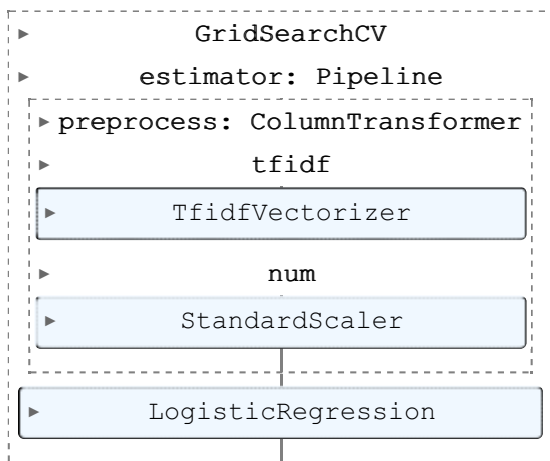 GridSearchCV
estimator: Pipeline
preprocess: ColumnTransformer
tfidf
TfidfVectorizer
num
StandardScaler
LogisticRegression